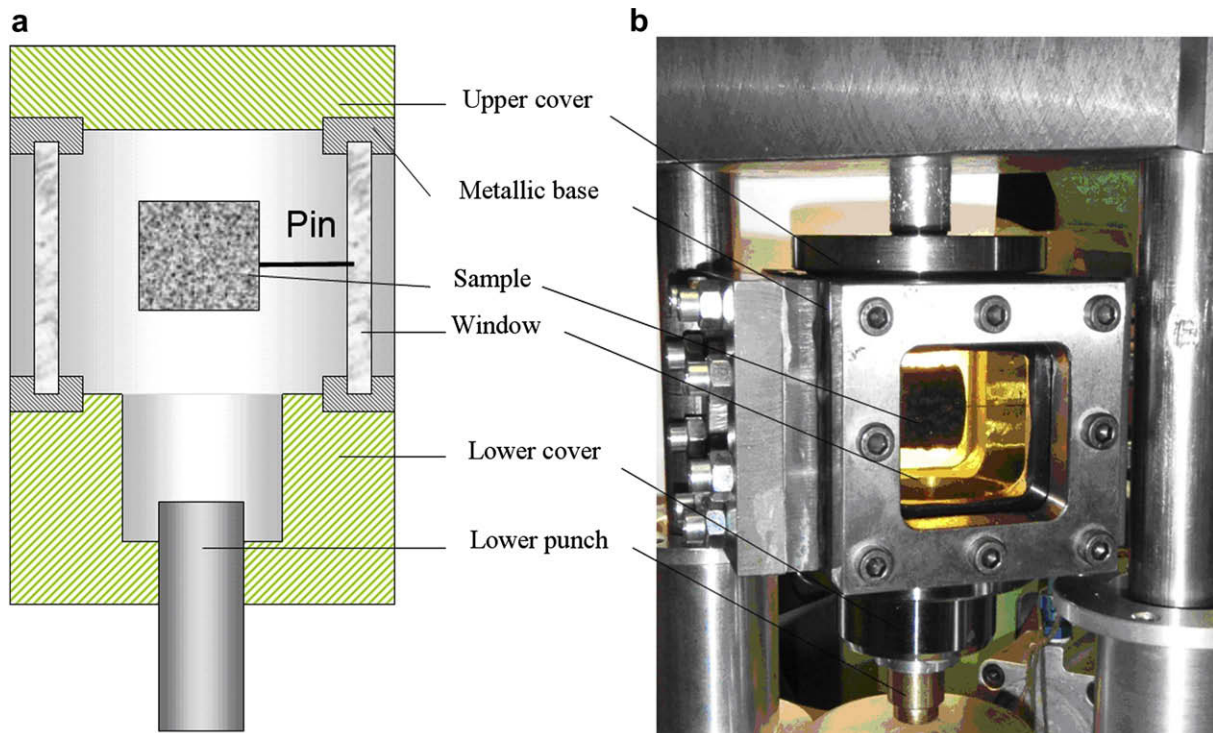 a
b
Upper cover
Metallic base
Pin
Sample
Window
Lower cover
Lower punch